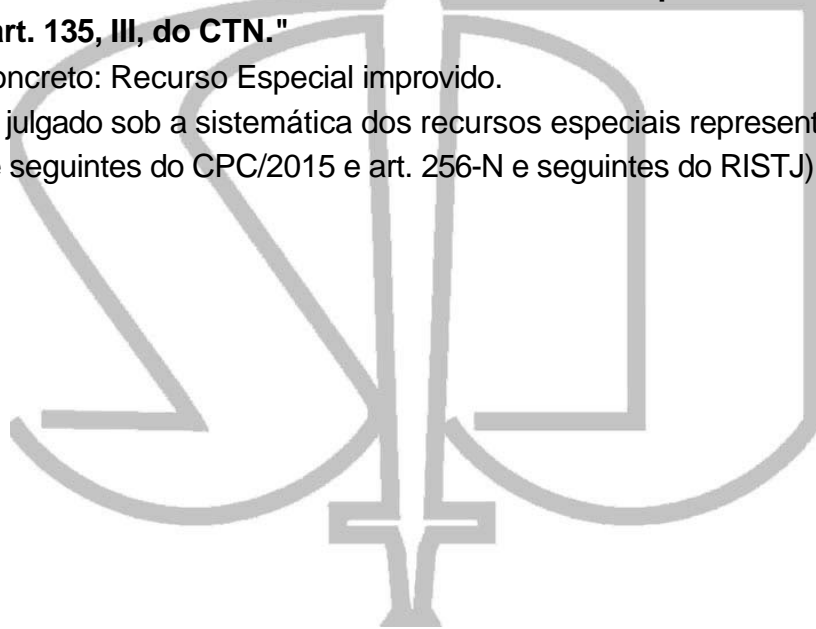 art. 135, III, do CTN."
oncreto: Recurso Especial improvido.
julgado sob a sistemática dos recursos especiais represent
seguintes do CPC/2015 e art. 256-N e seguintes do RISTJ)